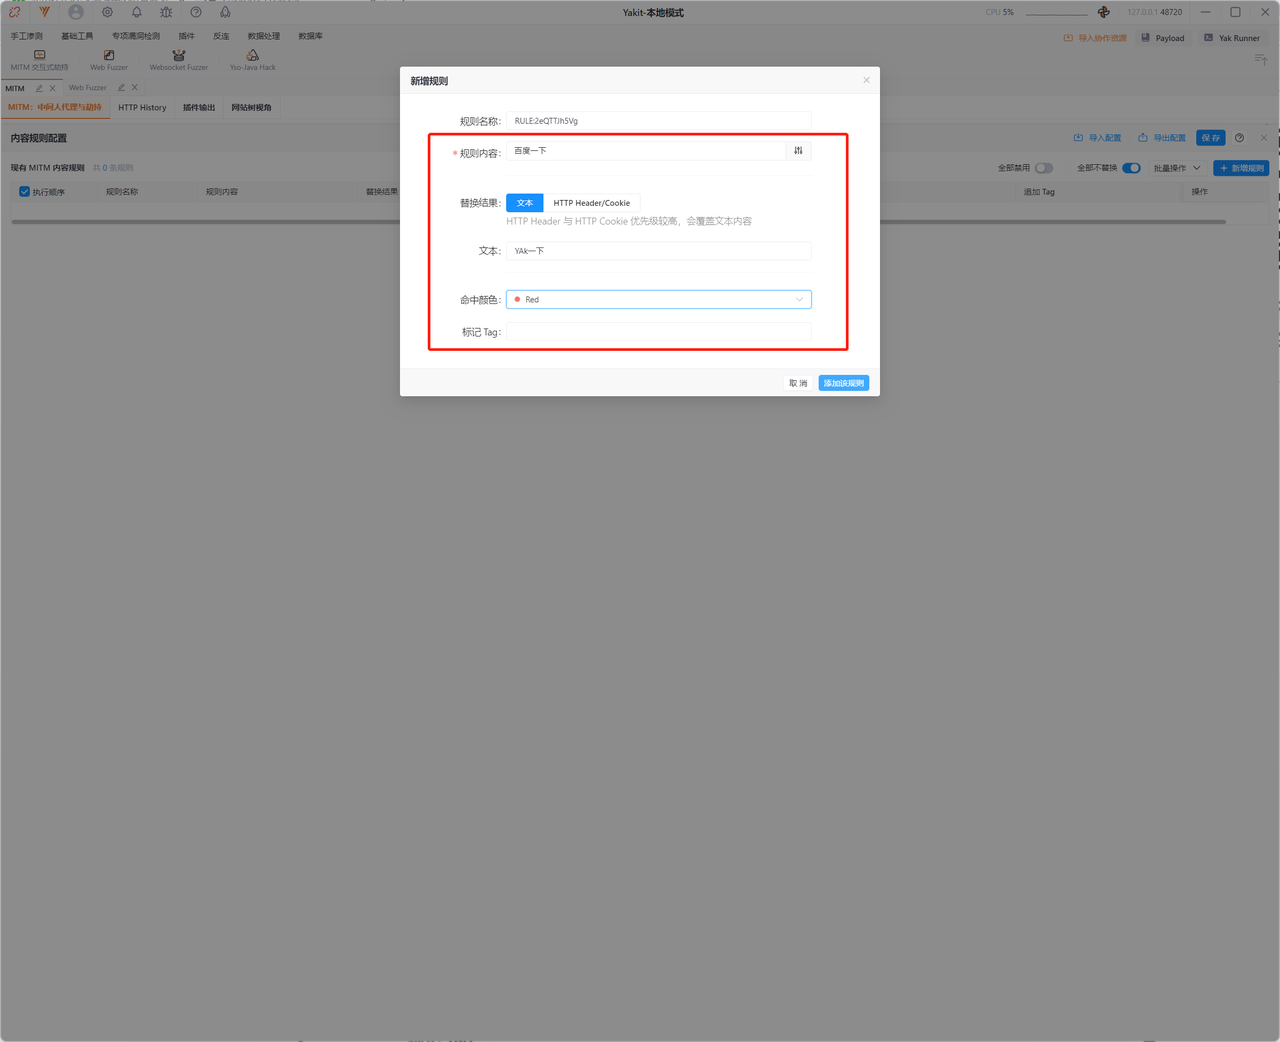 Yakit-本地模式
CPU 5%
127.0.0.1 48720
手工渗测 基础工具 专项漏洞检测 插件 反连 数据处理 数据库
导入协作资源 Payload Yak Runner
MITM 交互式劫持 Web Fuzzer Websocket Fuzzer Yso-Java Hack
MITM Web Fuzzer
MITM：中间人代理与劫持 HTTP History 插件输出 网站树视角
内容规则配置
导入配置 导出配置 保存
现有 MITM 内容规则 共 0 条规则
全部禁用 全部不替换 批量操作 新增规则
执行顺序 规则名称 规则内容 替换结果 追加 Tag 操作
新增规则
规则名称： RULE:2eQTTJh5Vg
* 规则内容： 百度一下
替换结果： 文本 HTTP Header/Cookie
HTTP Header 与 HTTP Cookie 优先级较高，会覆盖文本内容
文本： YAk一下
命中颜色： Red
标记 Tag：
取消 添加该规则